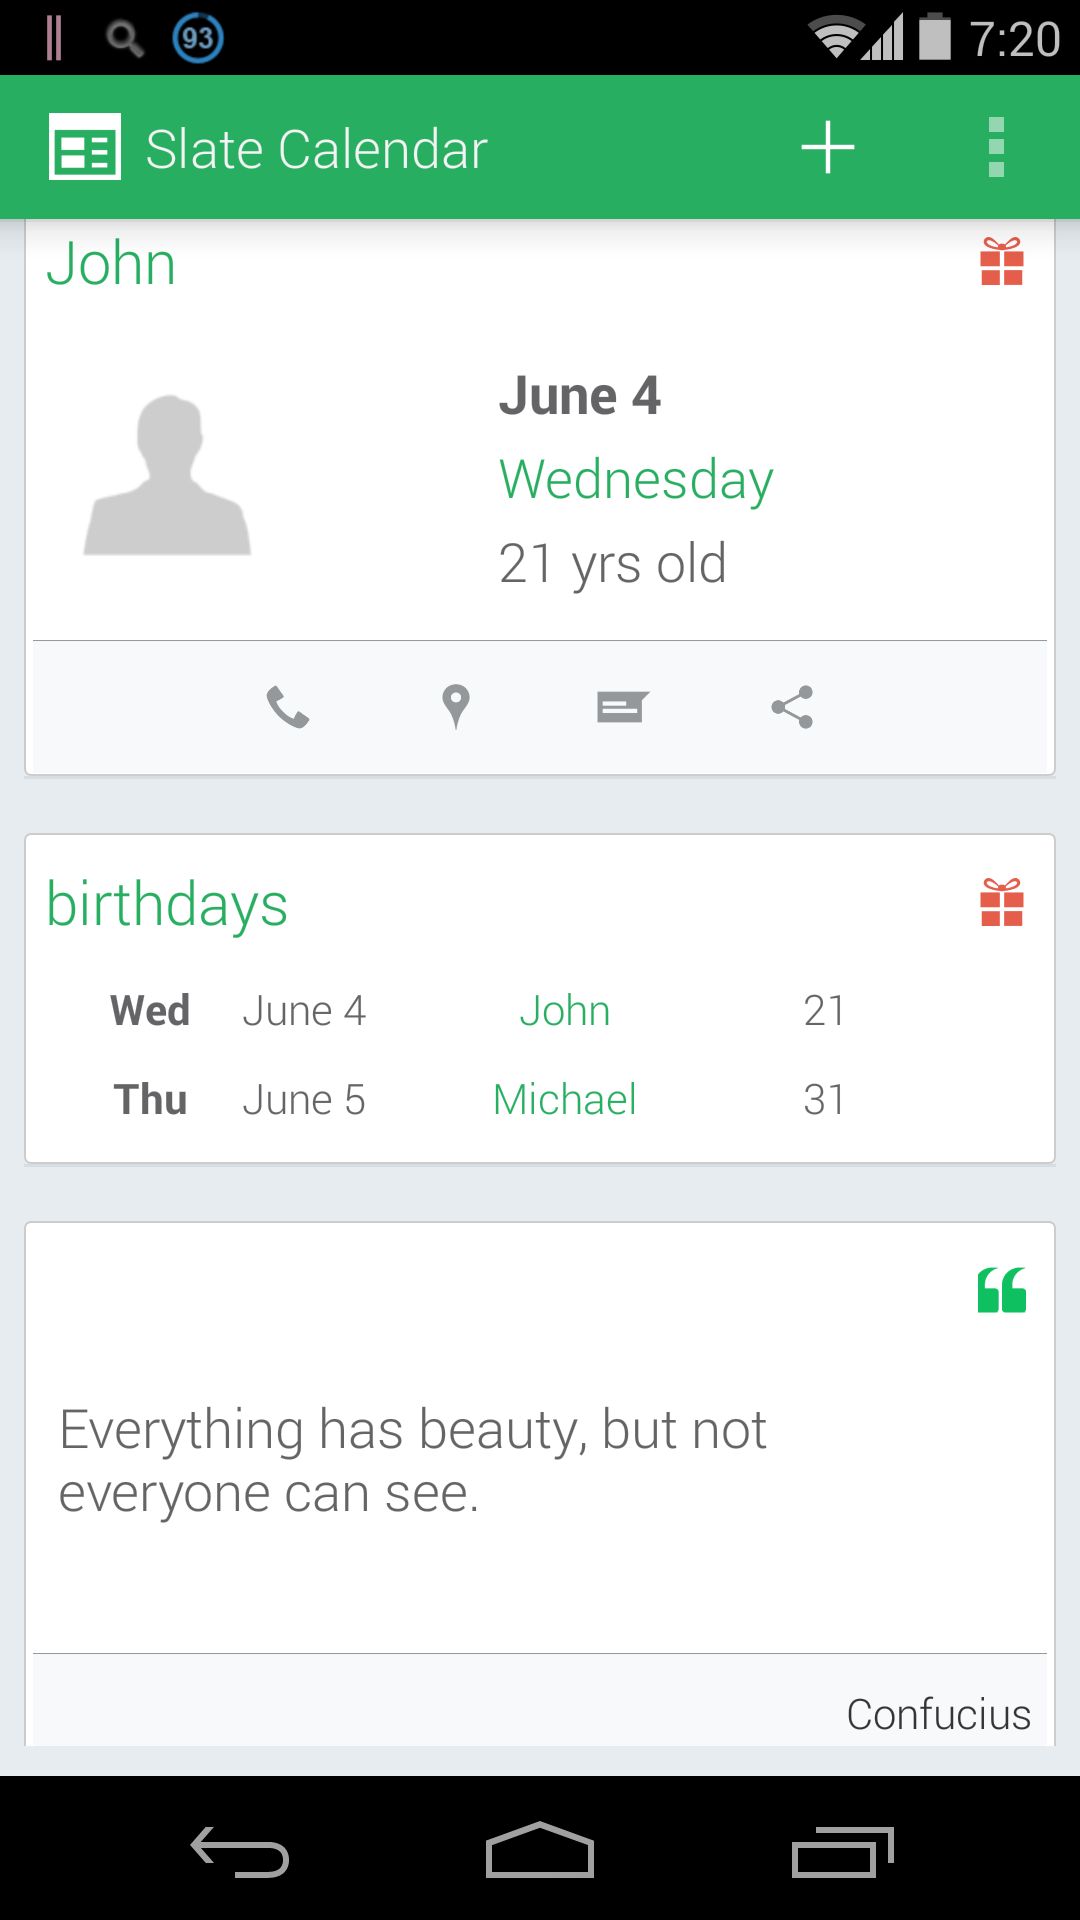 93 7:20
Slate Calendar
John
June 4
Wednesday
21 yrs old
birthdays
Wed June 4 John 21
Thu June 5 Michael 31
Everything has beauty, but not
everyone can see.
Confucius